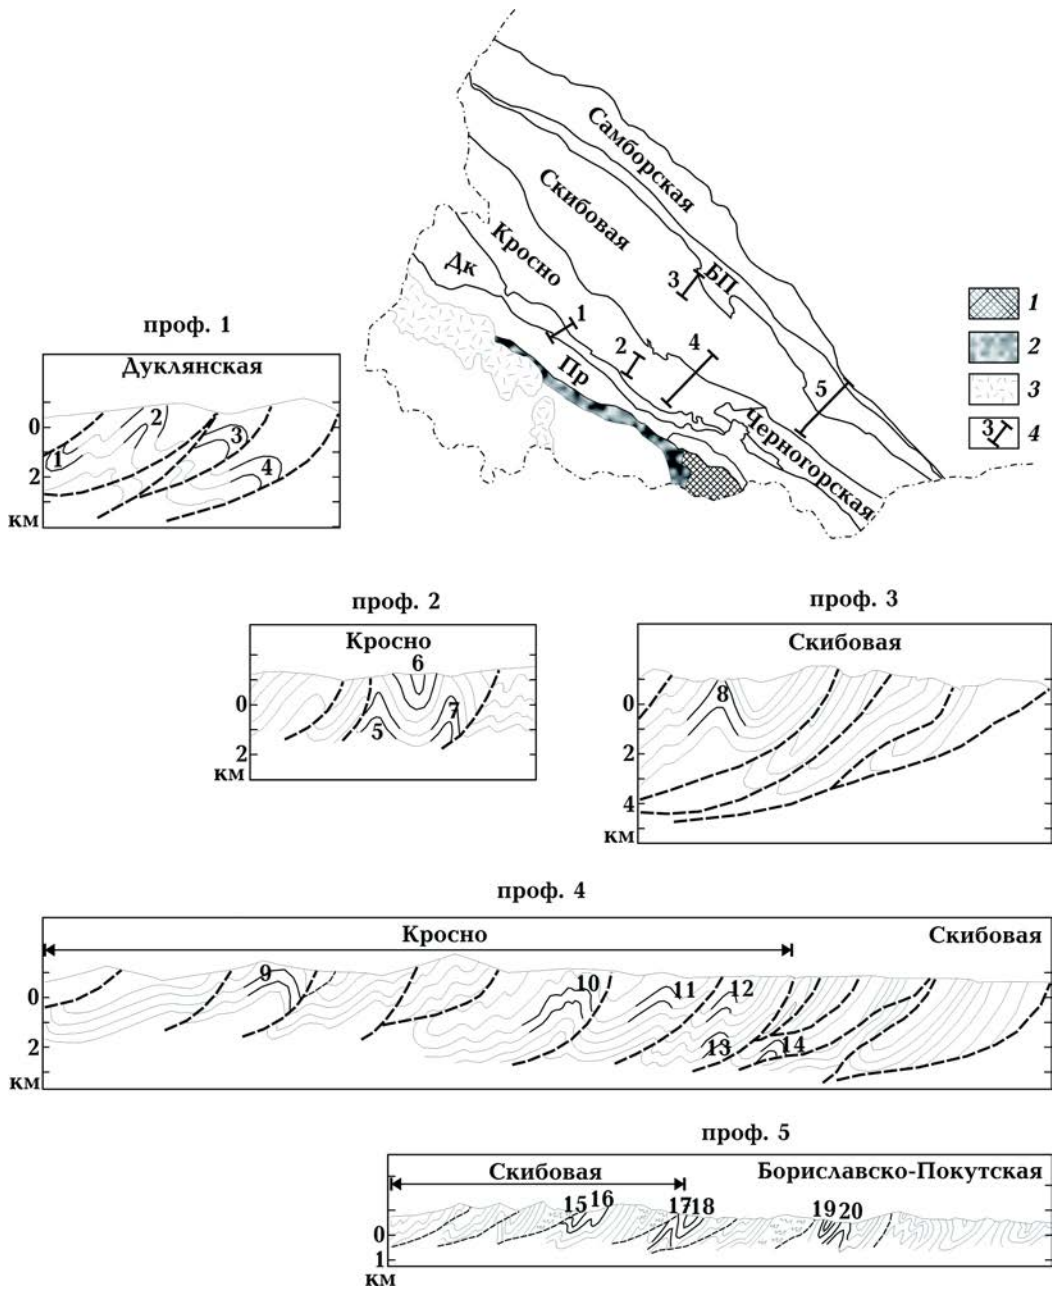 Самборская
Скибовая
Кросно
БП
Дк
3
1
2
4
5
Пр
Черногорская
1
2
3
3 4
проф. 1
Дуклянская
0
2
км
1
2
3
4
проф. 2
Кросно
0
2
км
5
6
7
проф. 3
Скибовая
0
2
4
км
8
проф. 4
Кросно
Скибовая
0
2
км
9
10
11
12
13
14
проф. 5
Скибовая
Бориславско-Покутская
0
1
км
15 16
17 18
19 20